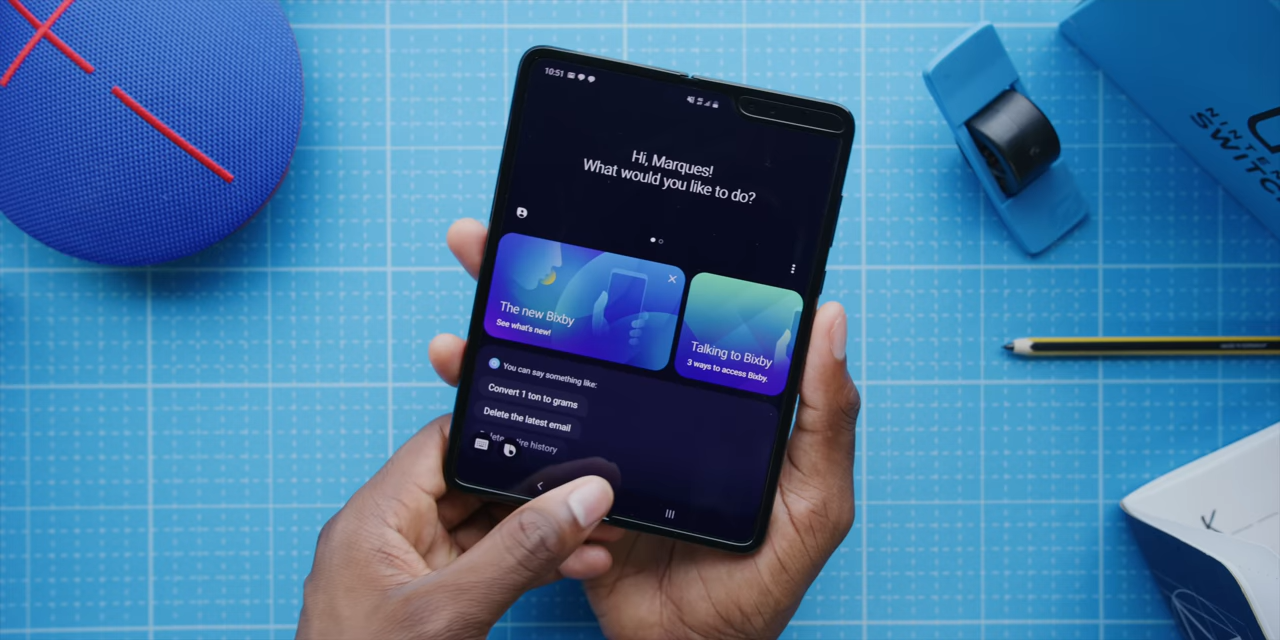 10:51
Hi, Marques!
What would you like to do?
The new Bixby
See what's new!
Talking to Bixby
3 ways to access Bixby.
You can say something like:
Convert 1 ton to grams
Delete the latest email
history
NINTEN
SWITCH
K